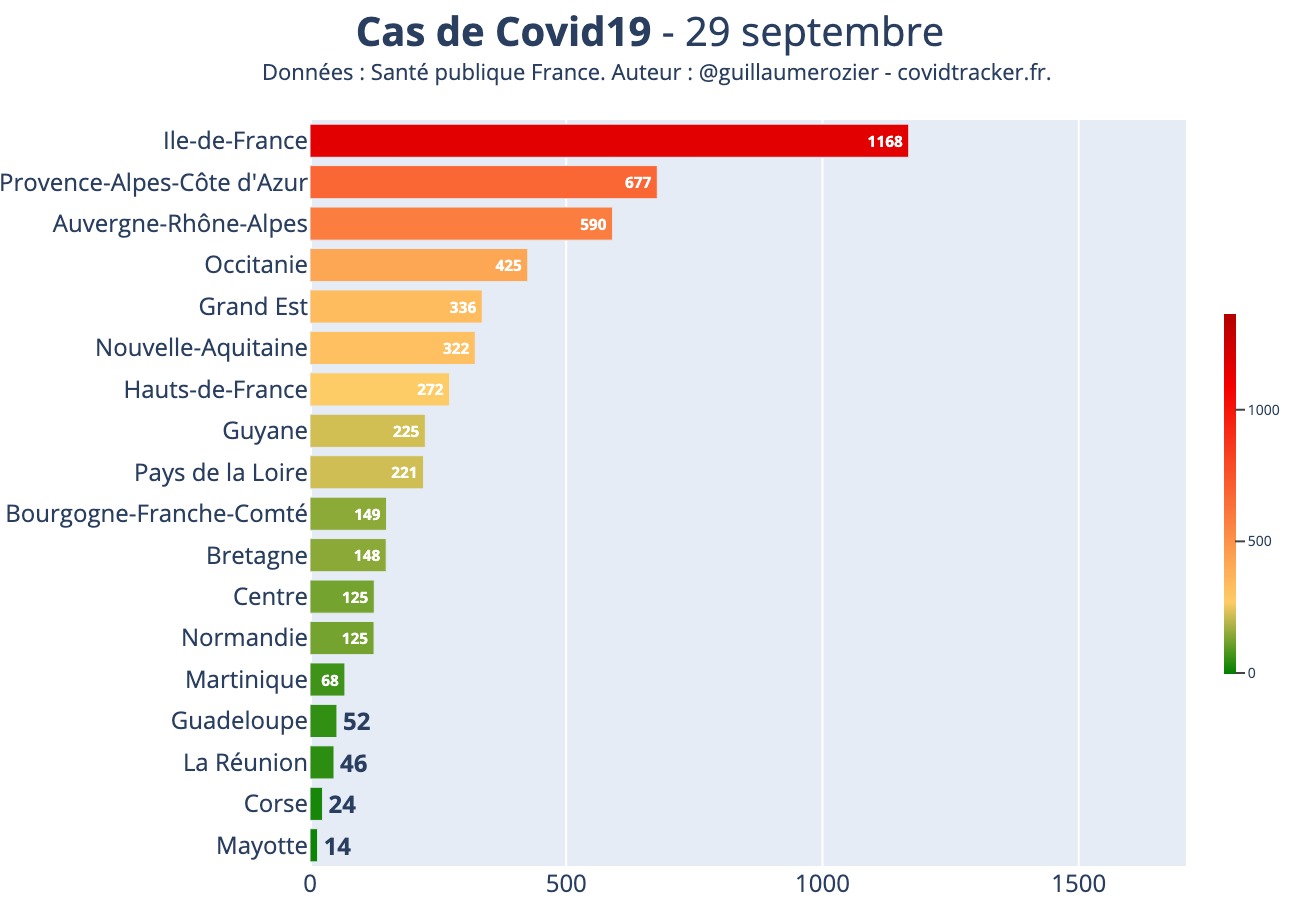 Cas de Covid19 - 29 septembre
Données : Santé publique France. Auteur : @guillaumerozier - covidtracker.fr.
Ile-de-France 1168
Provence-Alpes-Côte d'Azur 677
Auvergne-Rhône-Alpes 590
Occitanie 425
Grand Est 336
Nouvelle-Aquitaine 322
Hauts-de-France 272
Guyane 225
Pays de la Loire 221
Bourgogne-Franche-Comté 149
Bretagne 148
Centre 125
Normandie 125
Martinique 68
Guadeloupe 52
La Réunion 46
Corse 24
Mayotte 14
0 500 1000 1500
1000
500
0